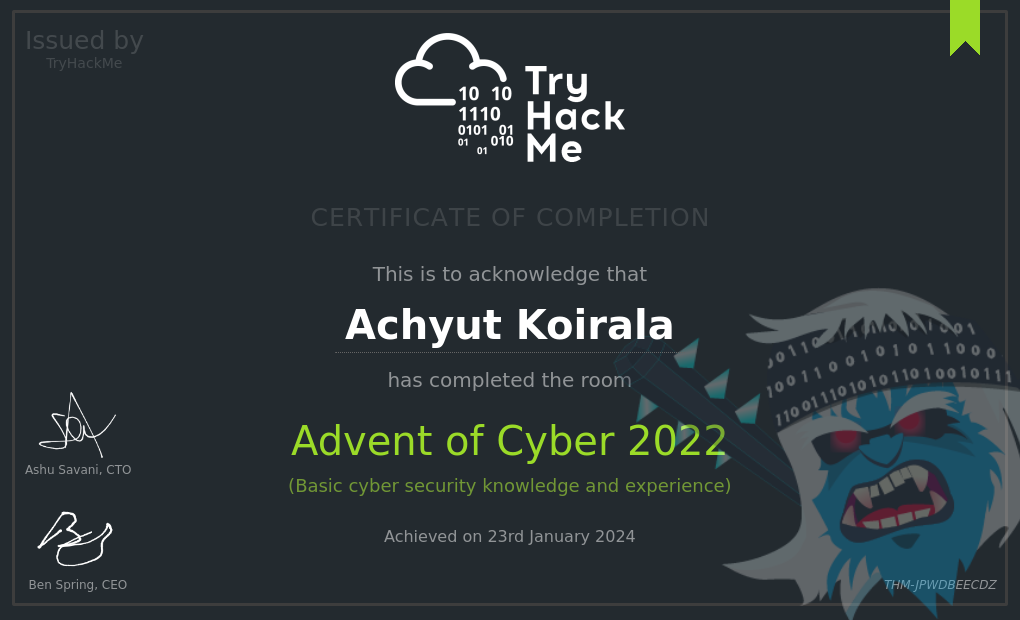 Issued by
TryHackMe
10 10
1110
0101 01
01 010
01
Try
Hack
Me
CERTIFICATE OF COMPLETION
This is to acknowledge that
Achyut Koirala
has completed the room
Advent of Cyber 2022
(Basic cyber security knowledge and experience)
Achieved on 23rd January 2024
Ashu Savani, CTO
Ben Spring, CEO
THM-JPWDBEECDZ